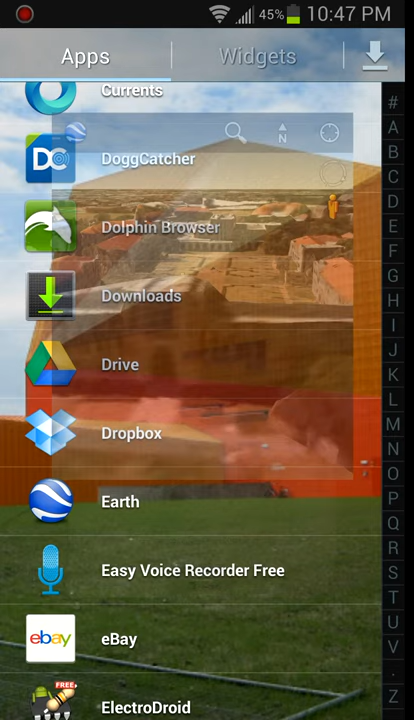 45% 10:47 PM
Apps Widgets
Currents
#
A
DC DoggCatcher
B
C
D
Dolphin Browser
E
F
Downloads
G
H
I
Drive
J
K
L
Dropbox
M
N
O
Earth
P
Q
R
Easy Voice Recorder Free
S
T
ebay eBay
U
V
.
FREE
ElectroDroid
Z
N